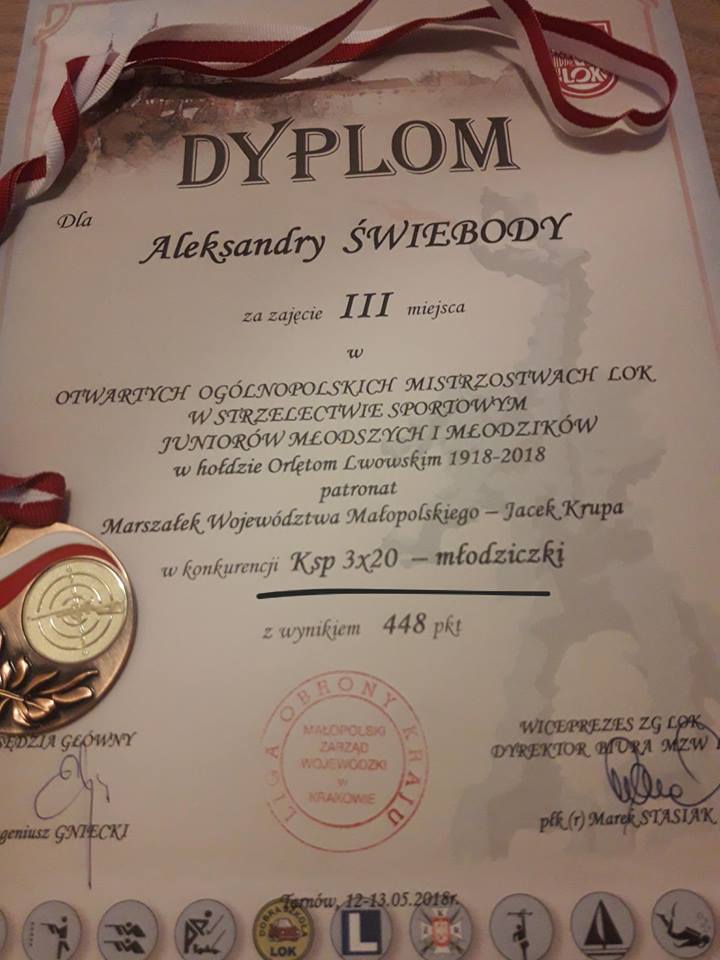 LOK
DYPLOM
Dla
Aleksandry ŚWIEBODY
za zajęcie III miejsca
w
OTWARTYCH OGÓLNOPOLSKICH MISTRZOSTWACH LOK
W STRZELECTWIE SPORTOWYM
JUNIORÓW MŁODSZYCH I MŁODZIKÓW
w hołdzie Orlętom Lwowskim 1918-2018
patronat
Marszałek Województwa Małopolskiego – Jacek Krupa
w konkurencji Ksp 3x20 – młodziczki
z wynikiem 448 pkt
LIGA OBRONY KRAJU
MAŁOPOLSKI
ZARZĄD
WOJEWÓDZKI
W
KRAKOWIE
SĘDZIA GŁÓWNY
geniusz GNIECKI
WICEPREZES ZG LOK
DYREKTOR BIURA MZW
płk (r) Marek STASIAK
Tarnów, 12-13.05.2018r.
DOBRA SZKOŁA
LOK
L